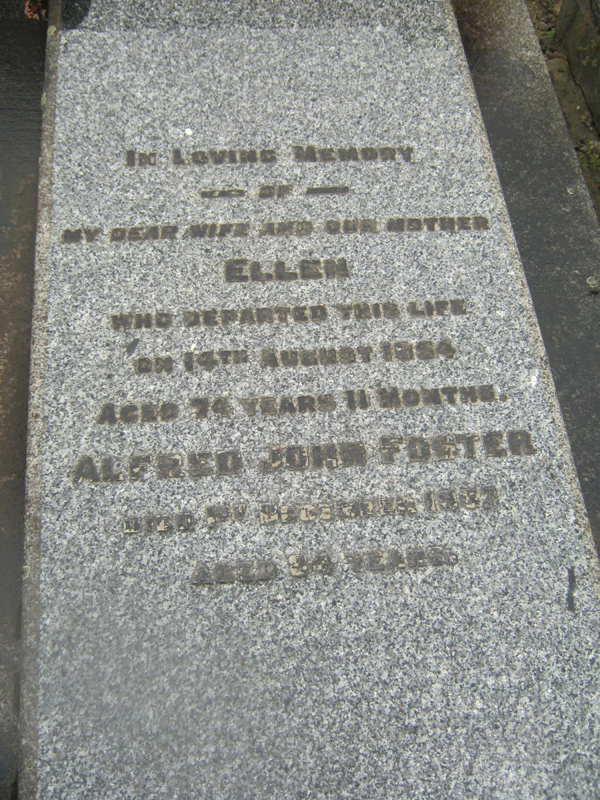 IN LOVING MEMORY
OF
MY DEAR WIFE AND OUR MOTHER
ELLEN
WHO DEPARTED THIS LIFE
ON 14TH AUGUST
AGED 74 YEARS 11 MONTHS.
ALFRED JOHN FOSTER
DIED DECEMBER
AGED YEARS.